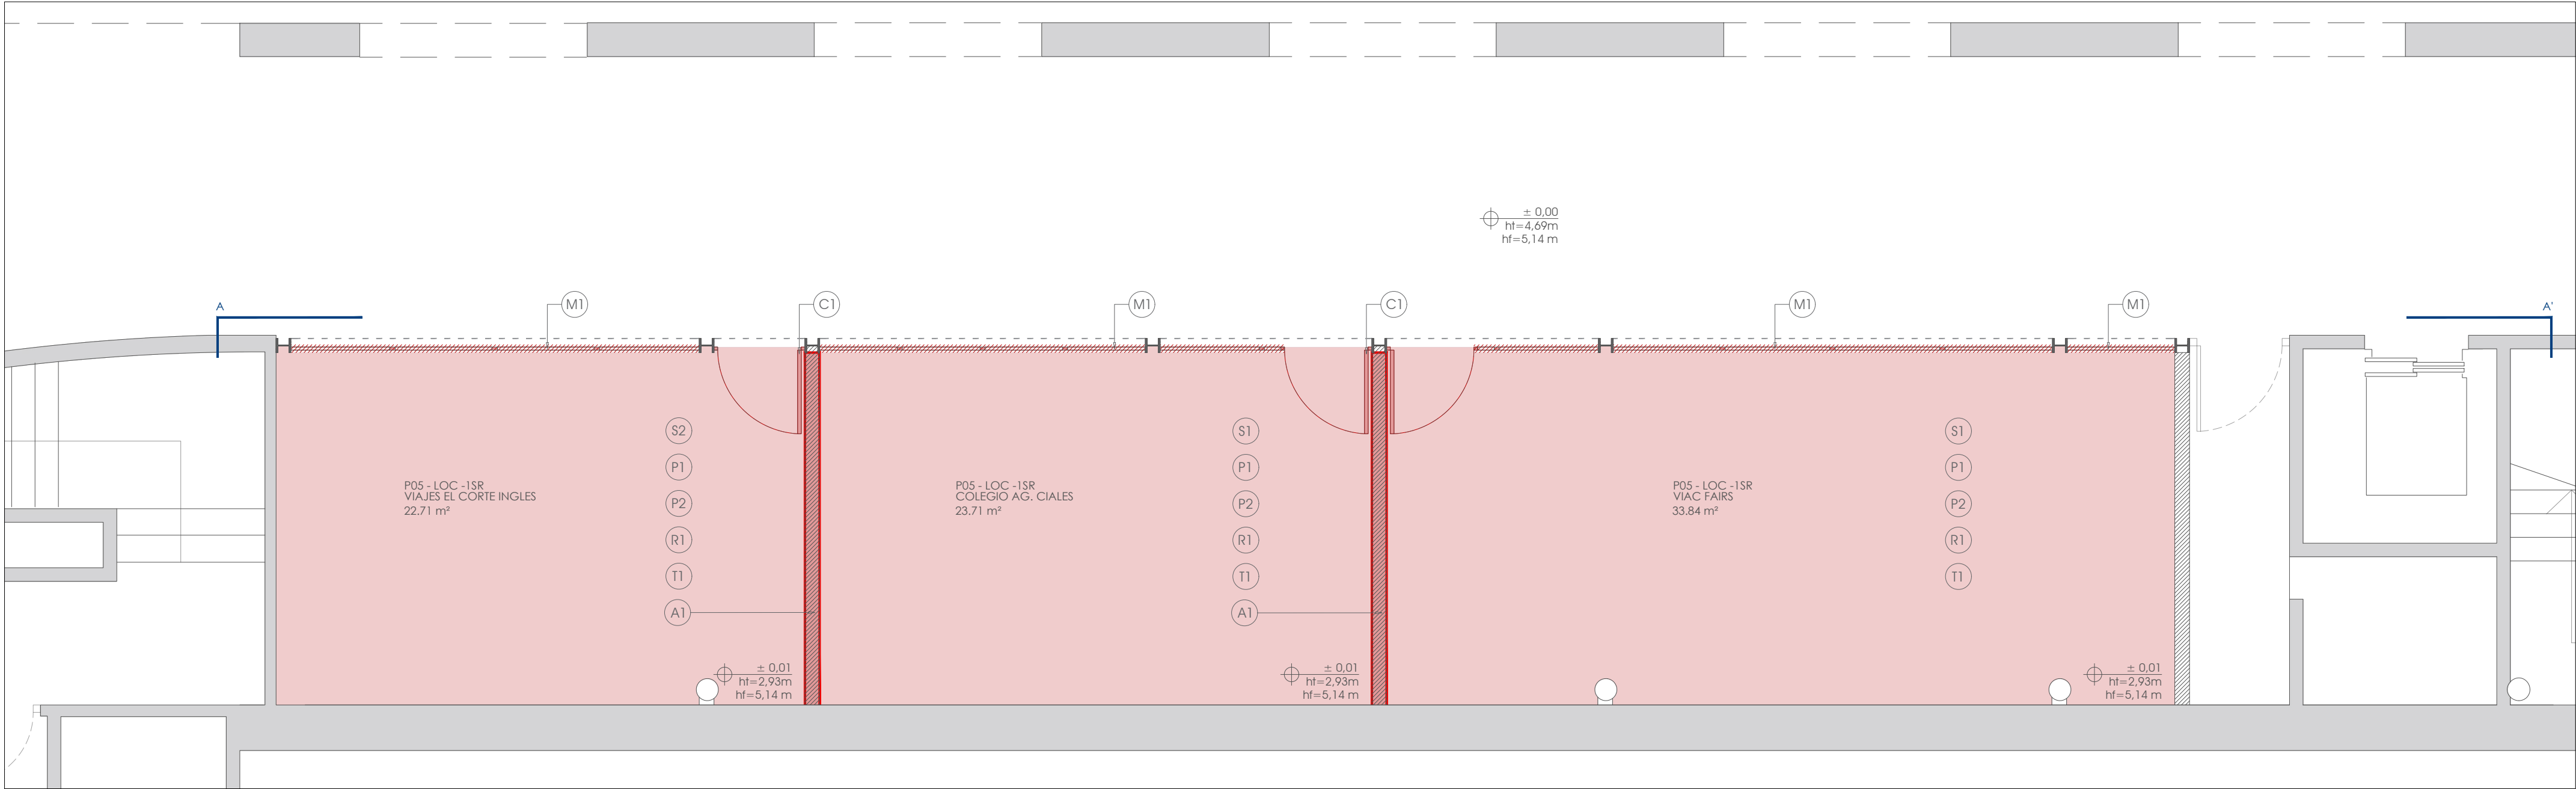 ± 0,00
ht=4,69m
hf=5,14 m
A
M1
C1
M1
C1
M1
M1
A'
S2
P1
P2
R1
T1
A1
P05 - LOC -1SR
VIAJES EL CORTE INGLES
22.71 m²
± 0,01
ht=2,93m
hf=5,14 m
S1
P1
P2
R1
T1
A1
P05 - LOC -1SR
COLEGIO AG. CIALES
23.71 m²
± 0,01
ht=2,93m
hf=5,14 m
S1
P1
P2
R1
T1
P05 - LOC -1SR
VIAC FAIRS
33.84 m²
± 0,01
ht=2,93m
hf=5,14 m